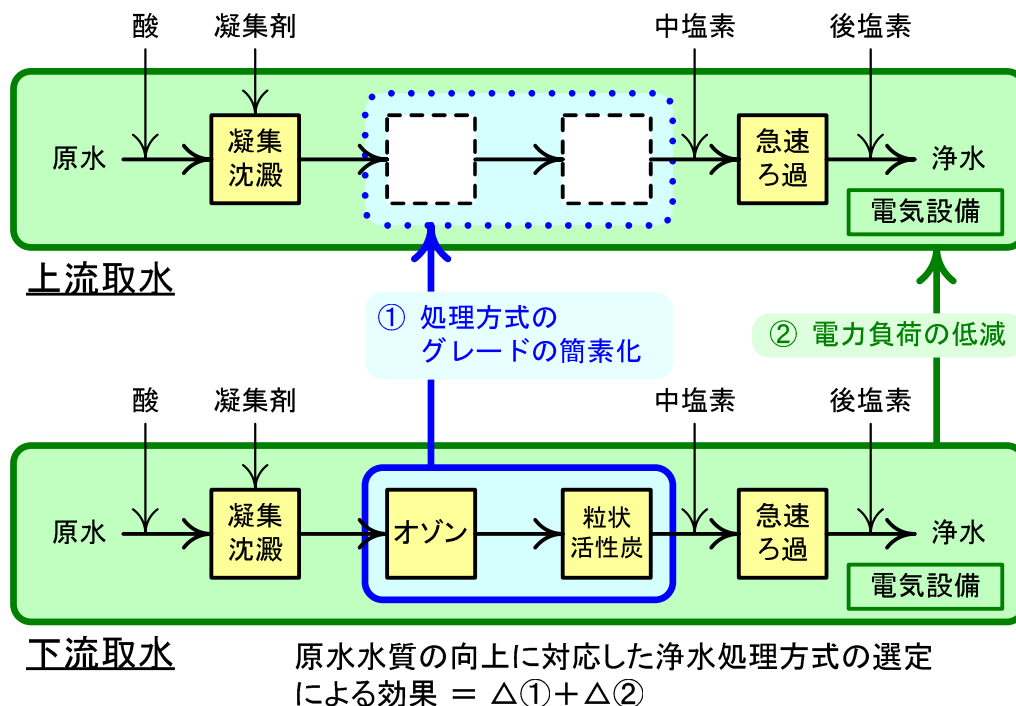 酸
凝集剤
中塩素
後塩素
原水
凝集
沈澱
急速
ろ過
浄水
電気設備
上流取水
① 処理方式の
グレードの簡素化
② 電力負荷の低減
酸
凝集剤
中塩素
後塩素
原水
凝集
沈澱
オゾン
粒状
活性炭
急速
ろ過
浄水
電気設備
下流取水
原水水質の向上に対応した浄水処理方式の選定
による効果 = △①+△②